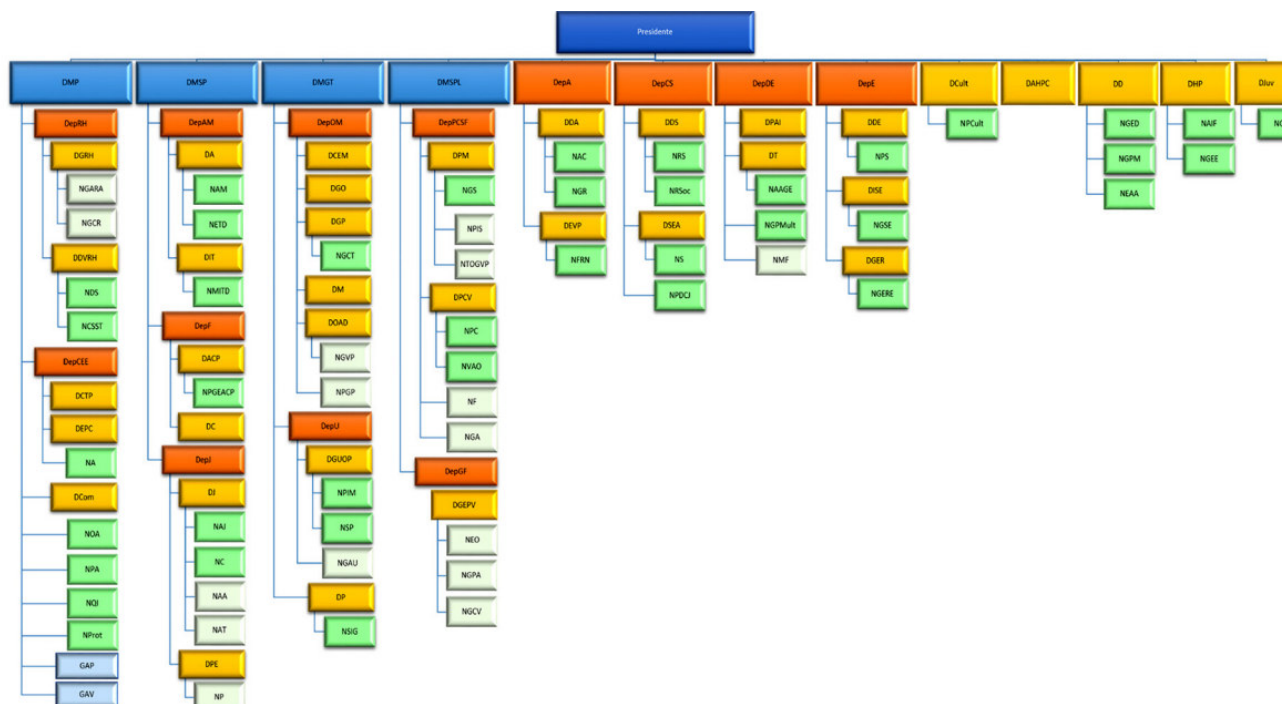 Presidente
DMP
DMSP
DMGT
DMSPL
DepA
DepCS
DepDE
DepE
DCult
DAHPC
DD
DHP
DJuv
DepRH
DGRH
NGARA
NGCR
DDVRH
NDS
NCSST
DepCEE
DCTP
DEPC
NA
DCom
NOA
NPA
NQI
NProt
GAP
GAV
DepAM
DA
NAM
NETD
DIT
NMITD
DepF
DACP
NPGEACP
DC
DepJ
DJ
NAI
NC
NAA
NAT
DPE
NP
DepOM
DCEM
DGO
DGP
NGCT
DM
DOAD
NGVP
NPGP
DepU
DGUOP
NPIM
NSP
NGAU
DP
NSIG
DepPCSF
DPM
NGS
NPIS
NTOGVP
DPCV
NPC
NVAO
NF
NGA
DepGF
DGEPV
NEO
NGPA
NGCV
DDA
NAC
NGR
DEVP
NFRN
DDS
NRS
NRSoc
DSEA
NS
NPDCJ
DPAI
DT
NAAGE
NGPMult
NMF
DDE
NPS
DISE
NGSE
DGER
NGERE
NPCult
NGED
NGPM
NEAA
NAIF
NGEE